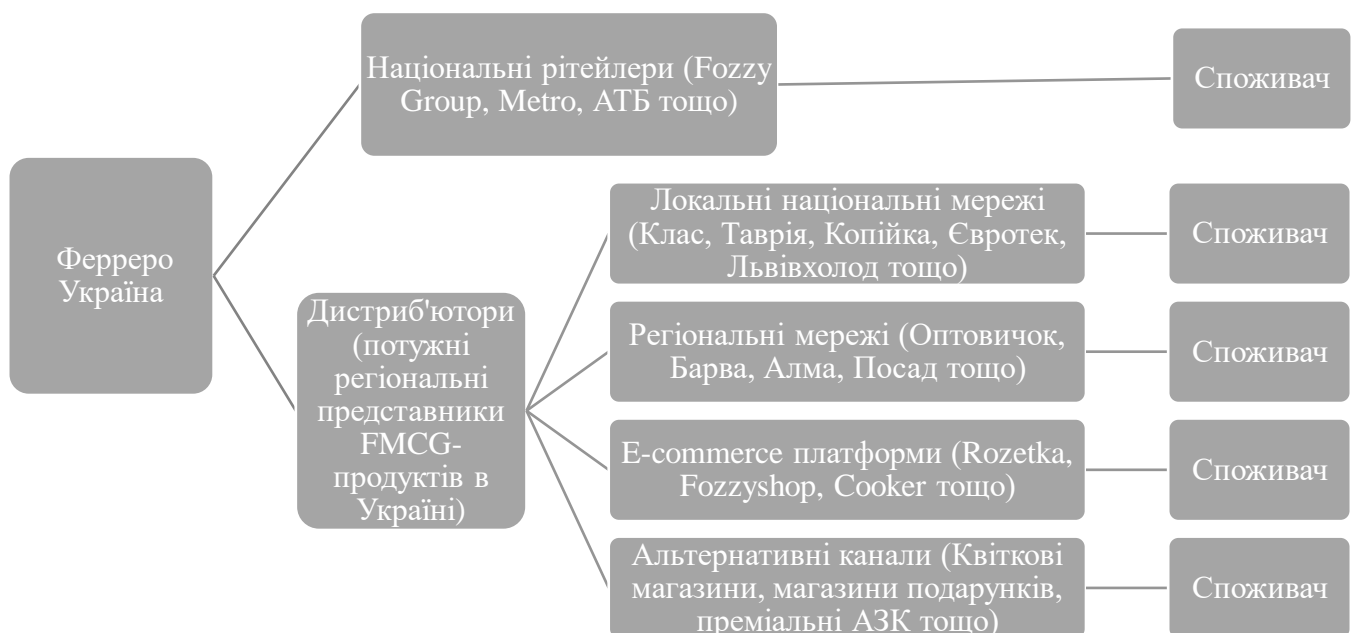 Національні рітейлери (Fozzy
Group, Metro, АТБ тощо)
Споживач
Ферреро
Україна
Дистриб'ютори
(потужні
регіональні
представники
FMCG-
продуктів в
Україні)
Локальні національні мережі
(Клас, Таврія, Копійка, Євротек,
Львівхолод тощо)
Споживач
Регіональні мережі (Оптовичок,
Барва, Алма, Посад тощо)
Споживач
E-commerce платформи (Rozetka,
Fozzyshop, Cooker тощо)
Споживач
Альтернативні канали (Квіткові
магазини, магазини подарунків,
преміальні АЗК тощо)
Споживач